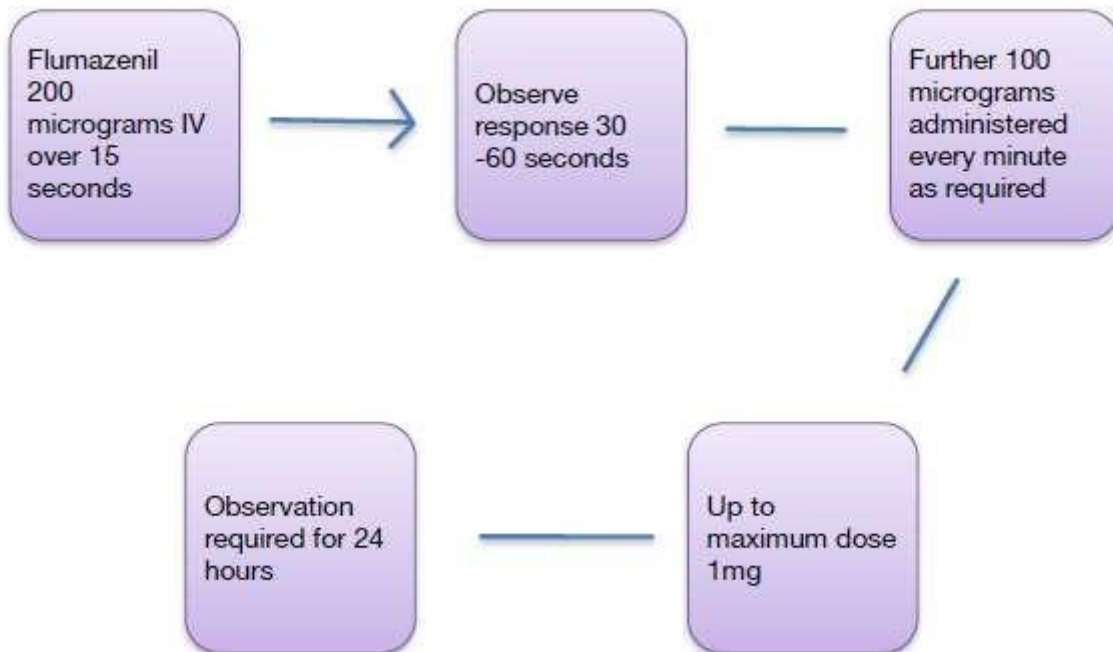 Flumazenil
200
micrograms IV
over 15
seconds
Observe
response 30
-60 seconds
Further 100
micrograms
administered
every minute
as required
Up to
maximum dose
1mg
Observation
required for 24
hours